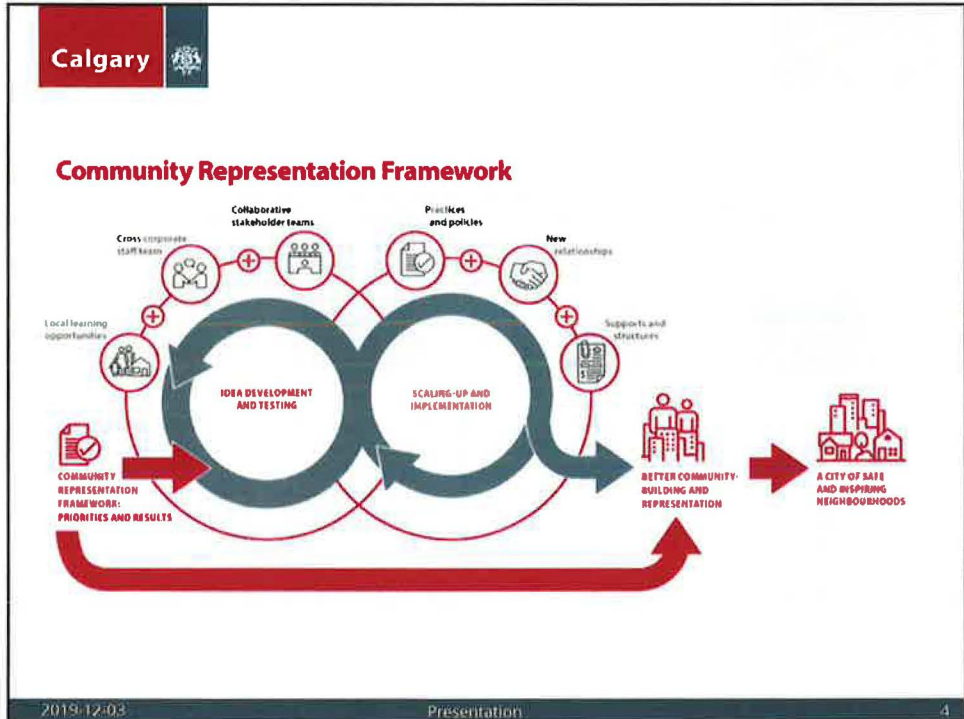 Calgary
Community Representation Framework
Collaborative
stakeholder teams
Practices
and policies
Cross corporate
staff team
New
relationships
Local learning
opportunities
Supports and
structures
IDEA DEVELOPMENT
AND TESTING
SCALING-UP AND
IMPLEMENTATION
COMMUNITY
REPRESENTATION
FRAMEWORK:
PRIORITIES AND RESULTS
BETTER COMMUNITY-
BUILDING AND
REPRESENTATION
A CITY OF SAFE
AND INSPIRING
NEIGHBOURHOODS
2019-12-03
Presentation
4